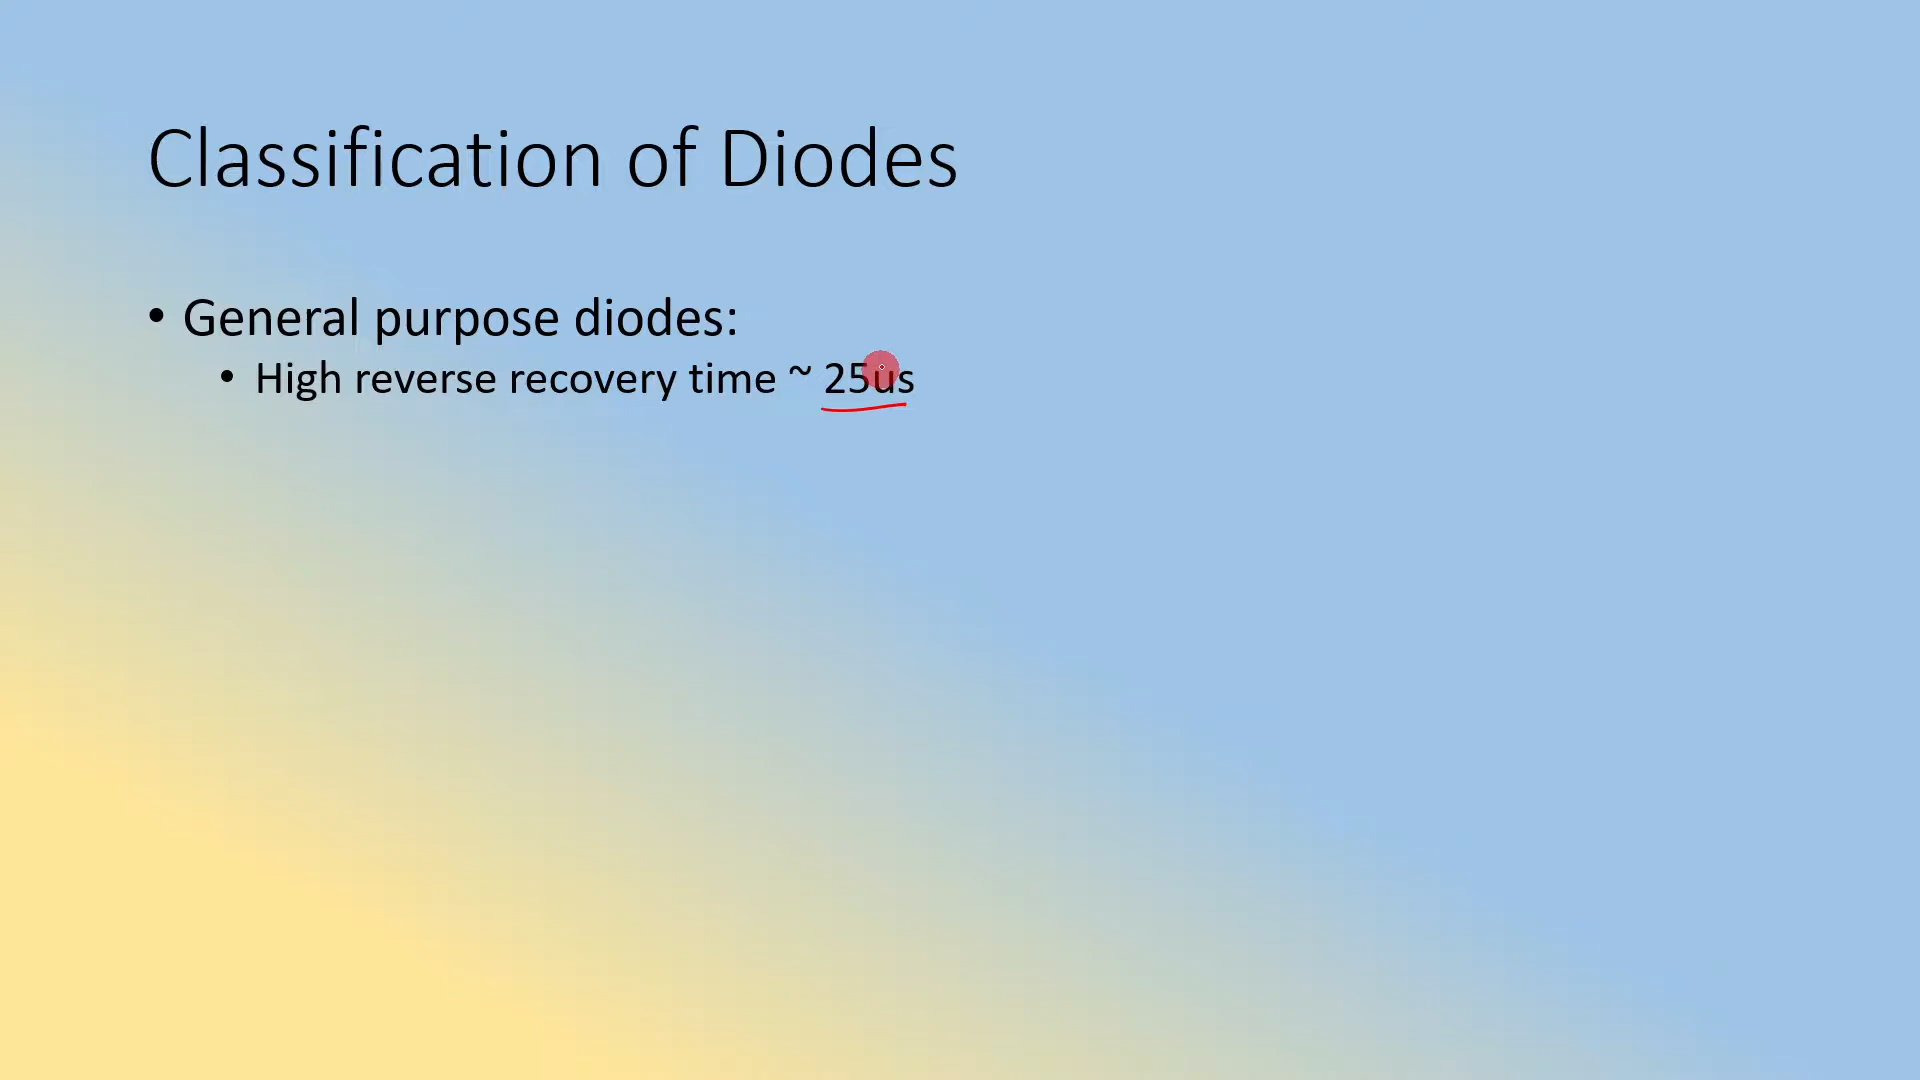 Classification of Diodes
• General purpose diodes:
• High reverse recovery time ~ 25us